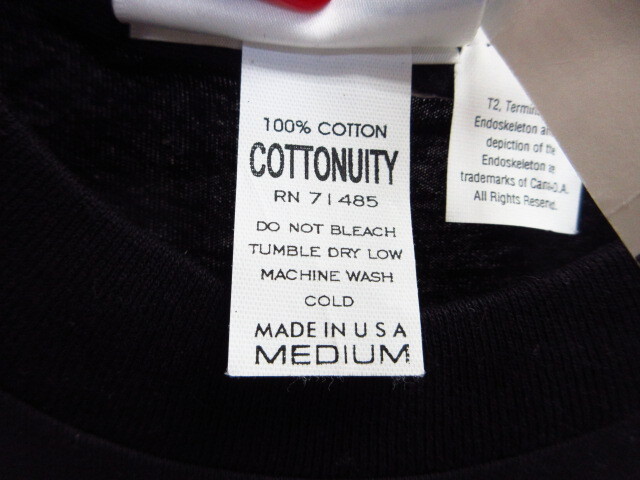 100% COTTON
COTTONUITY
RN 71485
DO NOT BLEACH
TUMBLE DRY LOW
MACHINE WASH
COLD
MADE IN U S A
MEDIUM
T2,
Endoskeleton
depiction of
Endoskeleton
trademarks of
All Rights